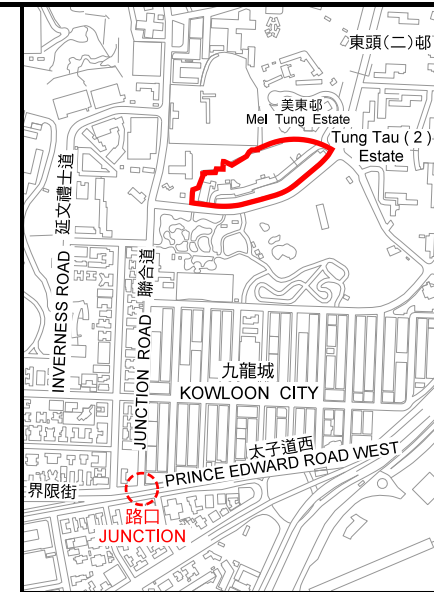 東頭(二)邨
美東邨
Mei Tung Estate
Tung Tau ( 2 )
Estate
延文禮士道
INVERNESS ROAD
聯合道
JUNCTION ROAD
九龍城
KOWLOON CITY
太子道西
PRINCE EDWARD ROAD WEST
界限街
路口
JUNCTION